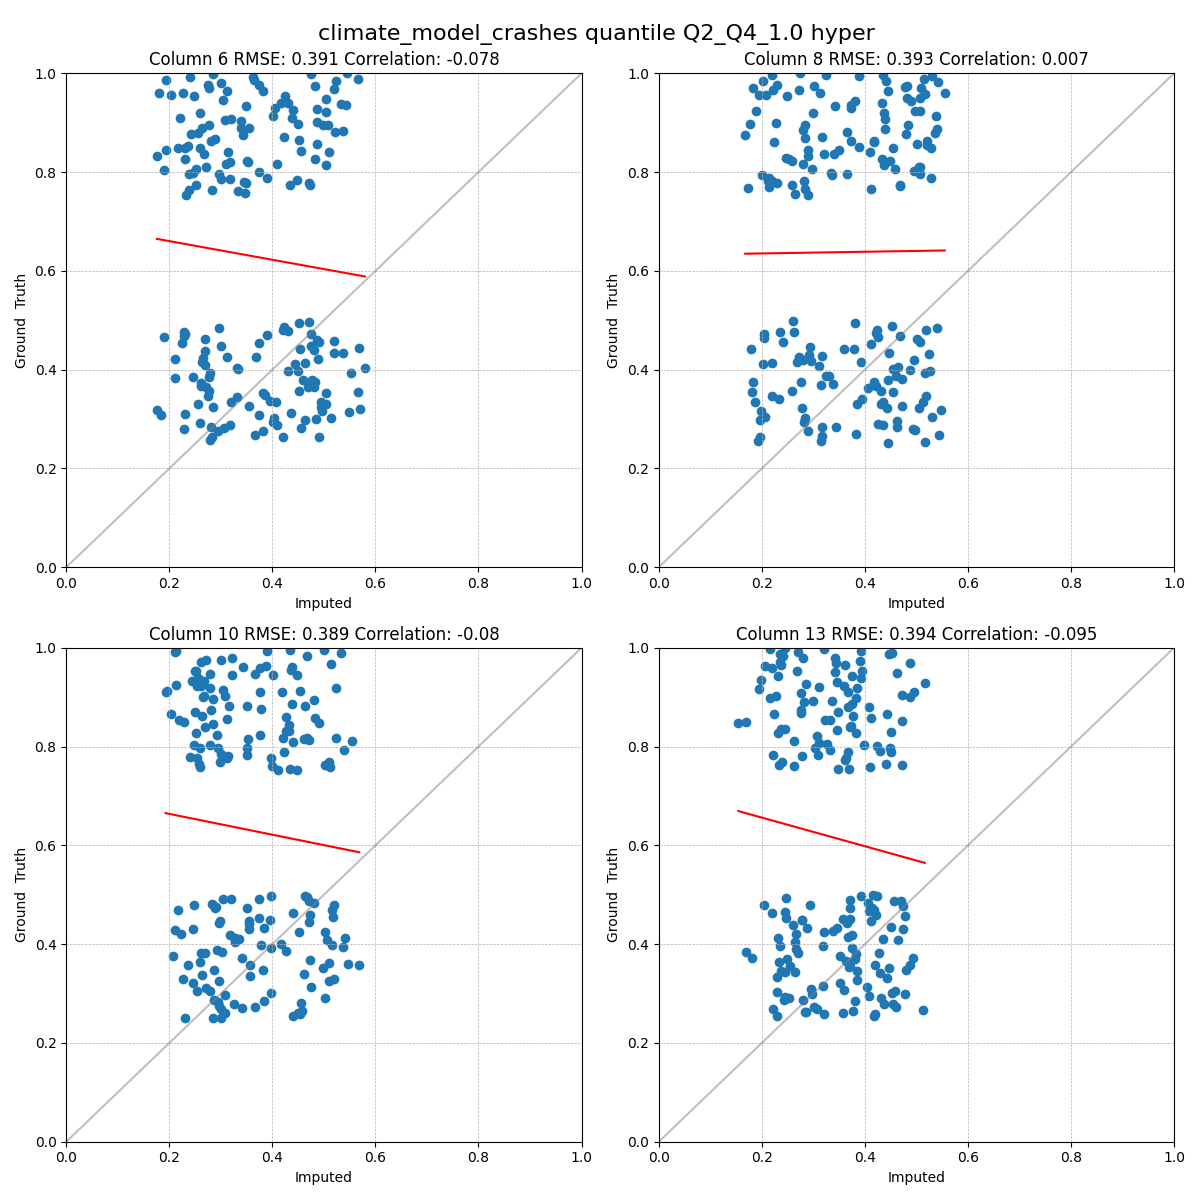 climate_model_crashes quantile Q2_Q4_1.0 hyper
Column 6 RMSE: 0.391 Correlation: -0.078
1.0
0.8
0.6
0.4
0.2
0.0
Ground Truth
0.0 0.2 0.4 0.6 0.8 1.0
Imputed
Column 8 RMSE: 0.393 Correlation: 0.007
1.0
0.8
0.6
0.4
0.2
0.0
Ground Truth
0.0 0.2 0.4 0.6 0.8 1.0
Imputed
Column 10 RMSE: 0.389 Correlation: -0.08
1.0
0.8
0.6
0.4
0.2
0.0
Ground Truth
0.0 0.2 0.4 0.6 0.8 1.0
Imputed
Column 13 RMSE: 0.394 Correlation: -0.095
1.0
0.8
0.6
0.4
0.2
0.0
Ground Truth
0.0 0.2 0.4 0.6 0.8 1.0
Imputed